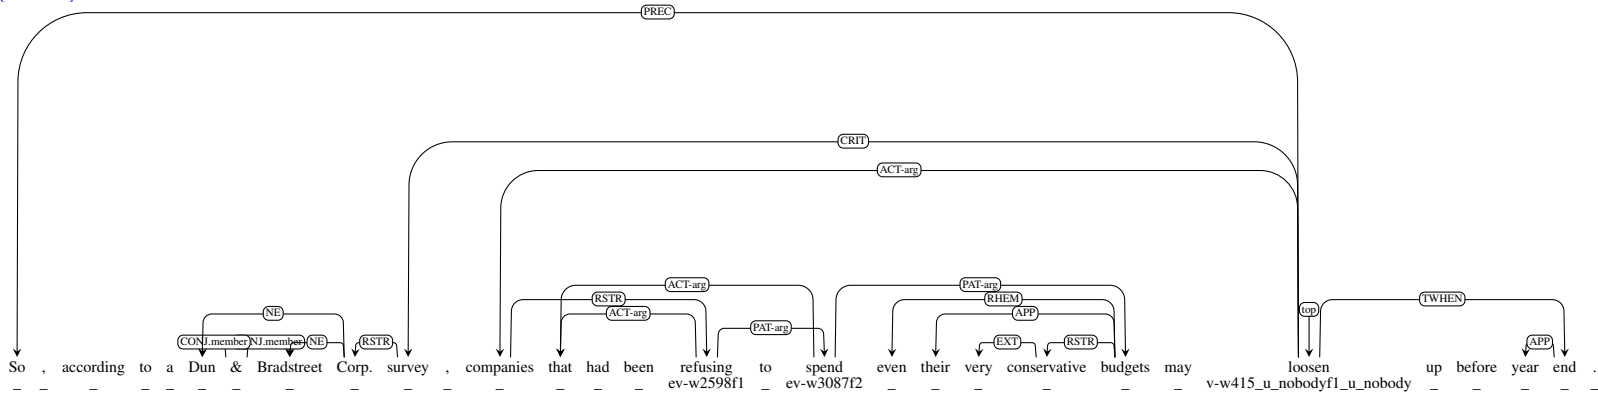 PREC
CRIT
ACT-arg
ACT-arg PAT-arg
RSTR RHEM TWHEN
NE ACT-arg APP top
PAT-arg
CONJ.member NJ.member NE RSTR EXT RSTR APP
So , according to a Dun & Bradstreet Corp. survey , companies that had been refusing to spend even their very conservative budgets may loosen up before year end .
_ _ _ _ _ _ _ _ _ _ _ _ _ _ _ ev-w2598f1 _ ev-w3087f2 _ _ _ _ _ _ v-w415_u_nobodyf1_u_nobody _ _ _ _ _